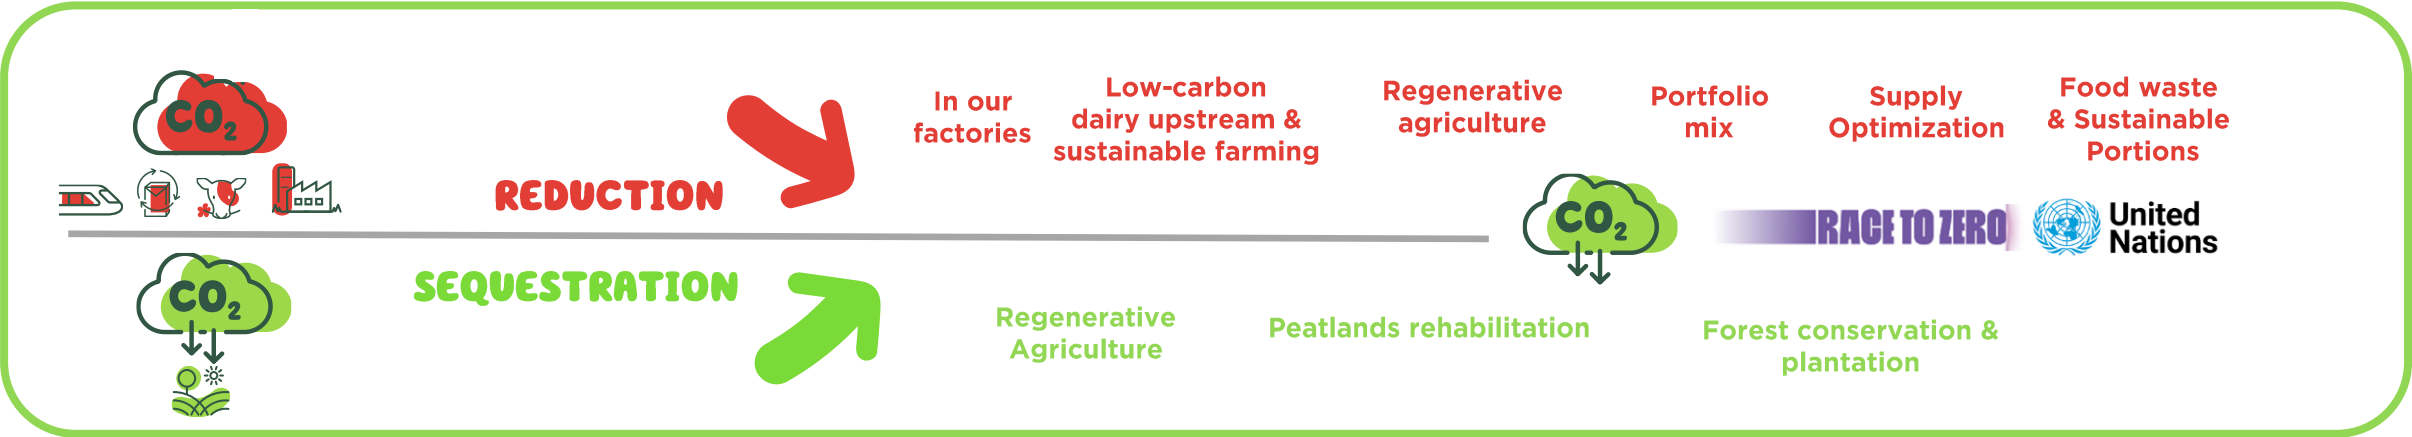 CO2
REDUCTION
In our
factories
Low-carbon
dairy upstream &
sustainable farming
Regenerative
agriculture
Portfolio
mix
Supply
Optimization
Food waste
& Sustainable
Portions
CO2
RACE TO ZERO
United
Nations
CO2
SEQUESTRATION
Regenerative
Agriculture
Peatlands rehabilitation
Forest conservation &
plantation